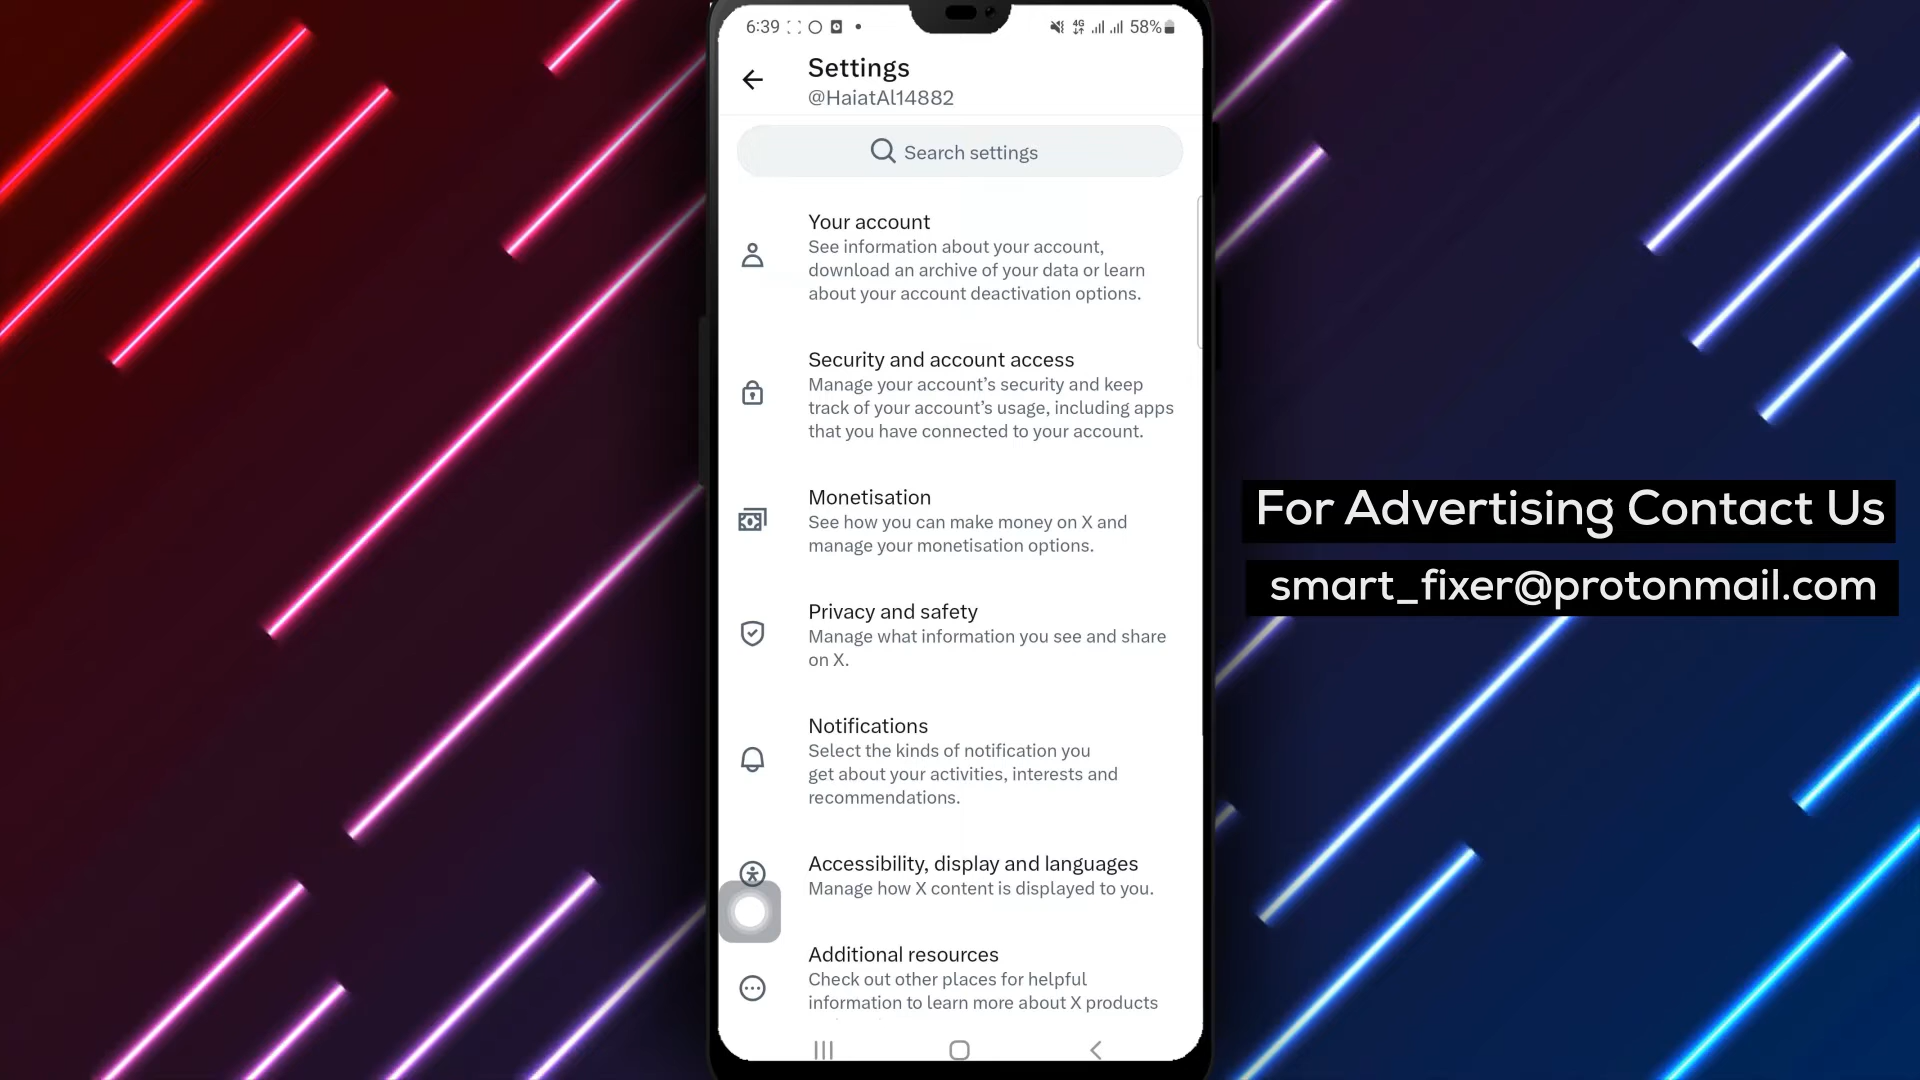 6:39
4G
58%
Settings
@HaiatAl14882
Search settings
Your account
See information about your account,
download an archive of your data or learn
about your account deactivation options.
Security and account access
Manage your account’s security and keep
track of your account’s usage, including apps
that you have connected to your account.
Monetisation
See how you can make money on X and
manage your monetisation options.
Privacy and safety
Manage what information you see and share
on X.
Notifications
Select the kinds of notification you
get about your activities, interests and
recommendations.
Accessibility, display and languages
Manage how X content is displayed to you.
Additional resources
Check out other places for helpful
information to learn more about X products
For Advertising Contact Us
smart_fixer@protonmail.com